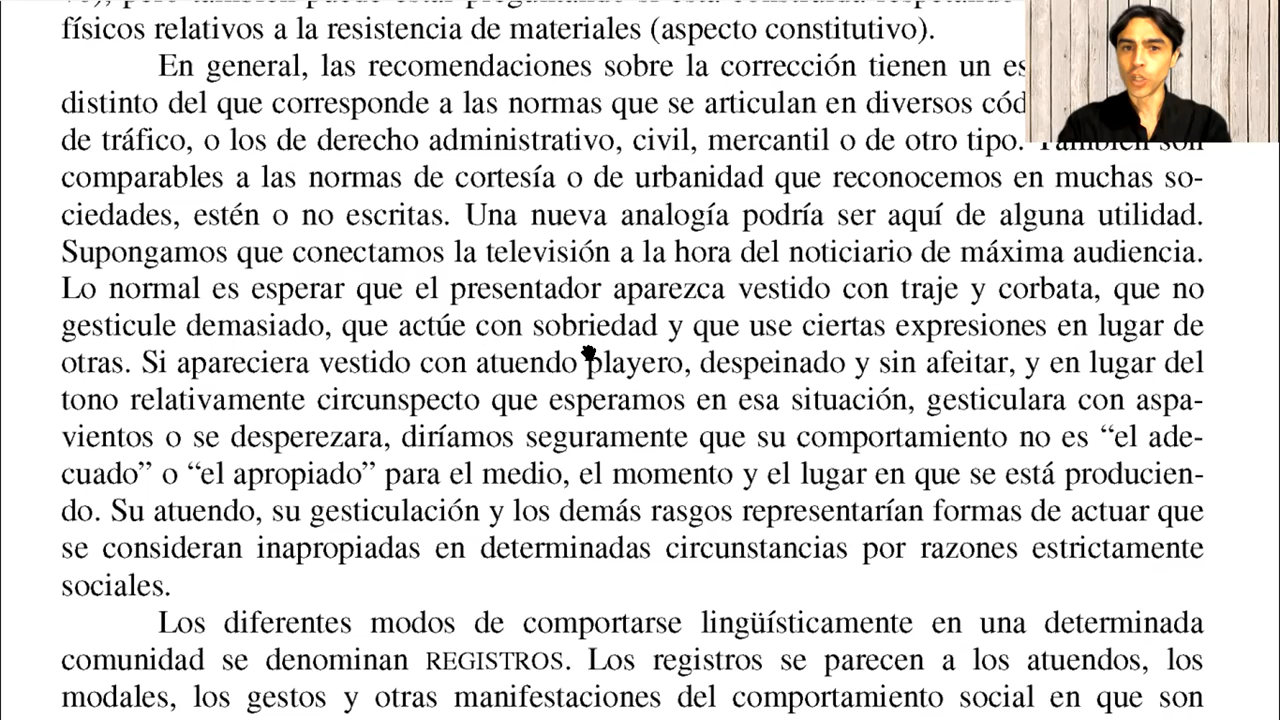 físicos relativos a la resistencia de materiales (aspecto constitutivo).
En general, las recomendaciones sobre la corrección tienen un es
distinto del que corresponde a las normas que se articulan en diversos cód
de tráfico, o los de derecho administrativo, civil, mercantil o de otro tipo. También son
comparables a las normas de cortesía o de urbanidad que reconocemos en muchas so-
ciedades, estén o no escritas. Una nueva analogía podría ser aquí de alguna utilidad.
Supongamos que conectamos la televisión a la hora del noticiario de máxima audiencia.
Lo normal es esperar que el presentador aparezca vestido con traje y corbata, que no
gesticule demasiado, que actúe con sobriedad y que use ciertas expresiones en lugar de
otras. Si apareciera vestido con atuendo playero, despeinado y sin afeitar, y en lugar del
tono relativamente circunspecto que esperamos en esa situación, gesticulara con aspa-
vientos o se desperezara, diríamos seguramente que su comportamiento no es “el ade-
cuado” o “el apropiado” para el medio, el momento y el lugar en que se está producien-
do. Su atuendo, su gesticulación y los demás rasgos representarían formas de actuar que
se consideran inapropiadas en determinadas circunstancias por razones estrictamente
sociales.
Los diferentes modos de comportarse lingüísticamente en una determinada
comunidad se denominan REGISTROS. Los registros se parecen a los atuendos, los
modales, los gestos y otras manifestaciones del comportamiento social en que son